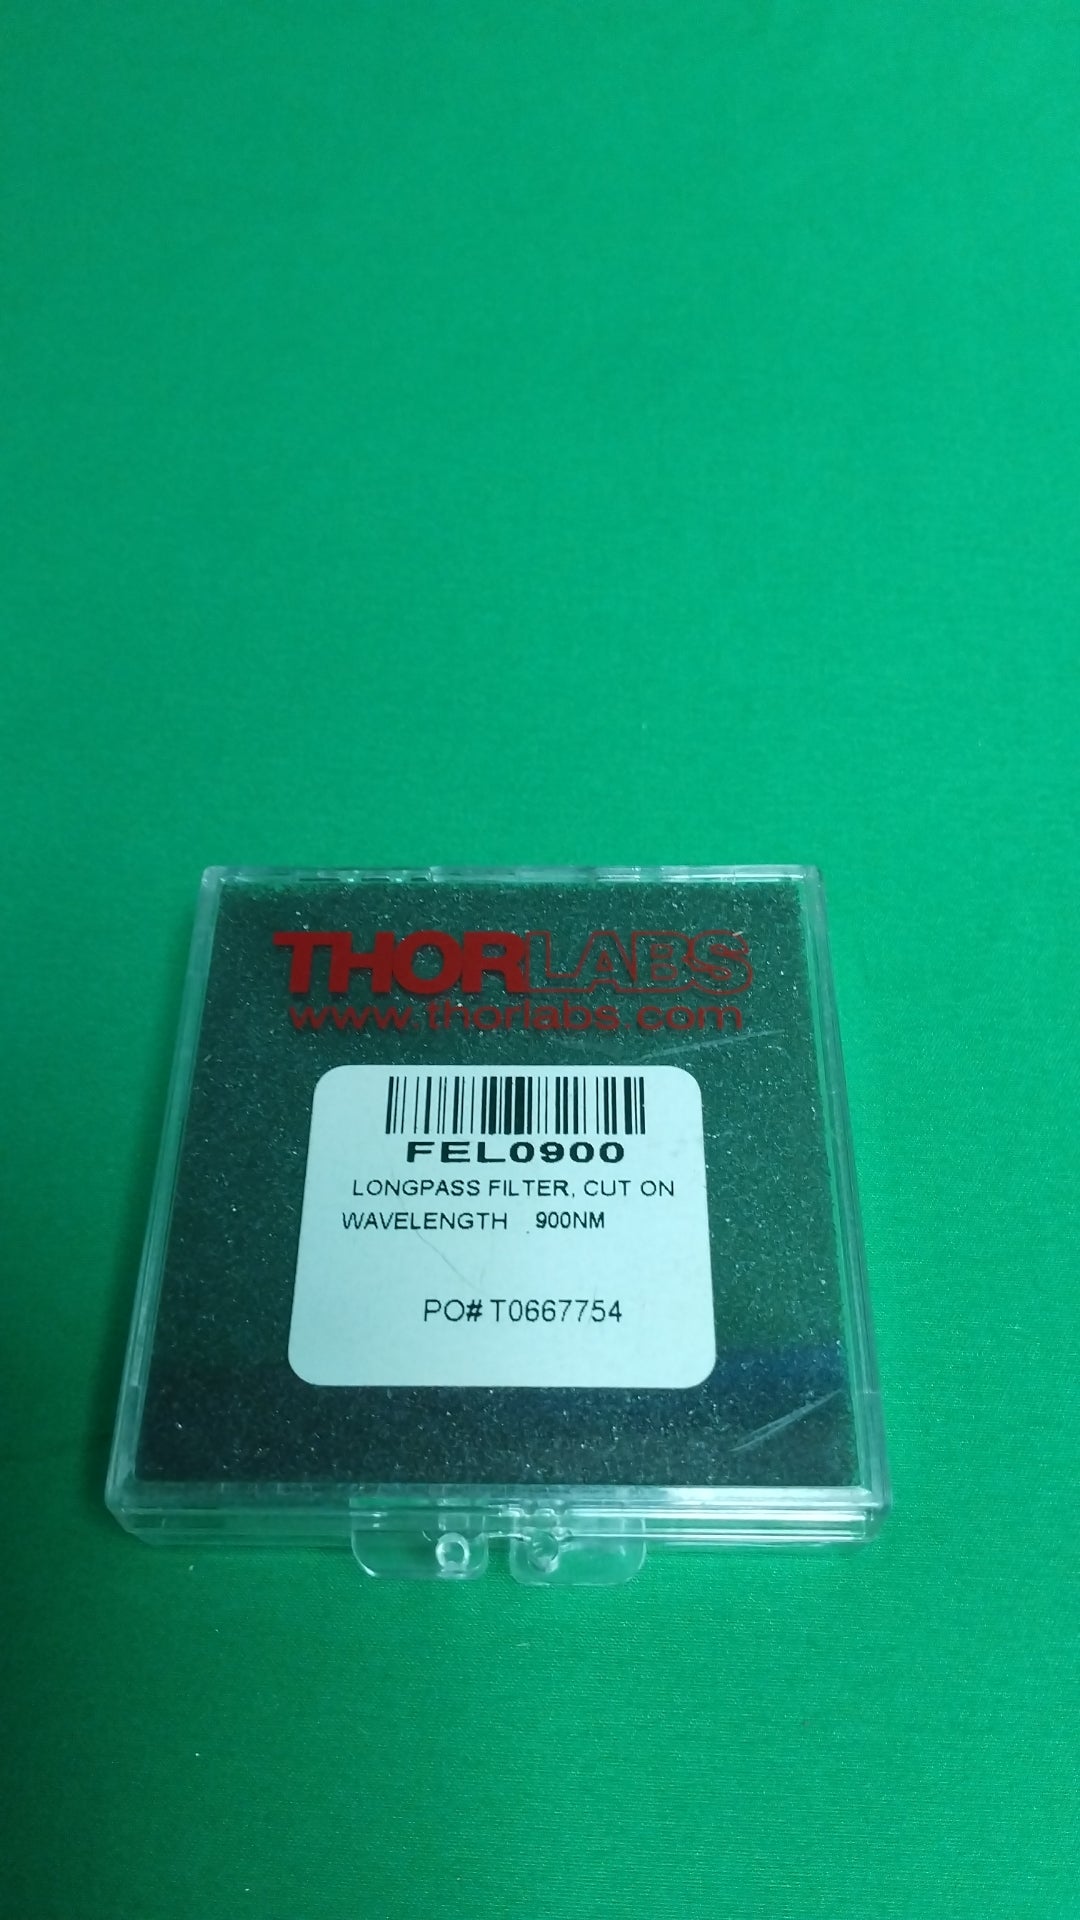 THORLABS
www.thorlabs.com
FEL0900
LONGPASS FILTER, CUT ON
WAVELENGTH 900NM
PO# T0667754